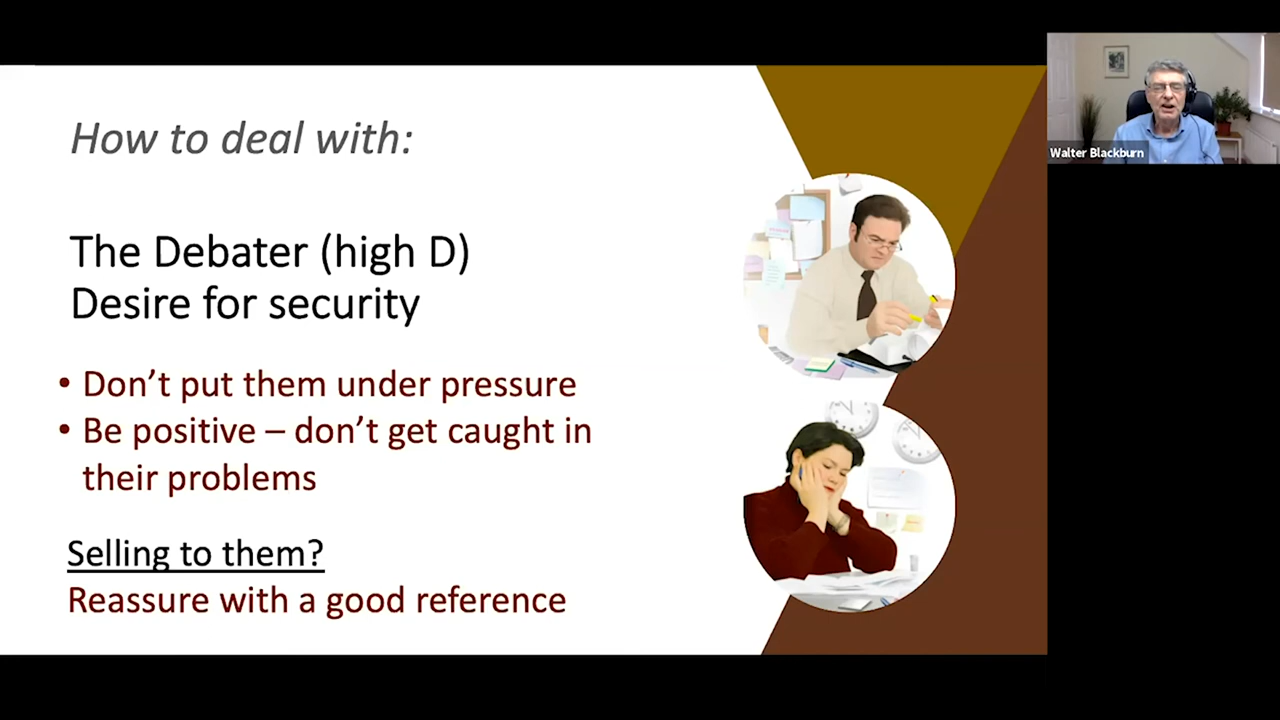 How to deal with:
The Debater (high D)
Desire for security
• Don’t put them under pressure
• Be positive – don’t get caught in
their problems
Selling to them?
Reassure with a good reference
Walter Blackburn